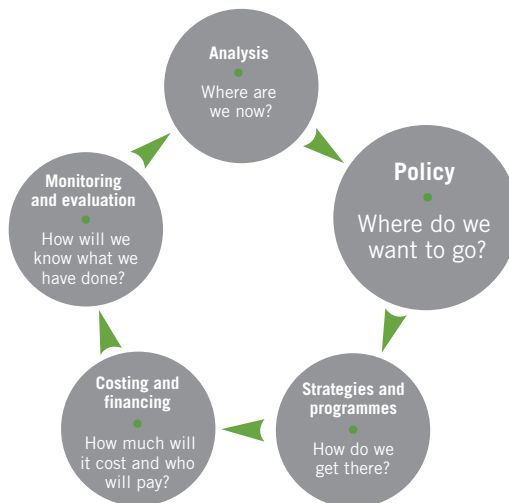 Analysis
Where are
we now?
Policy
Where do we
want to go?
Strategies and
programmes
How do we
get there?
Costing and
financing
How much will
it cost and who
will pay?
Monitoring
and evaluation
How will we
know what we
have done?